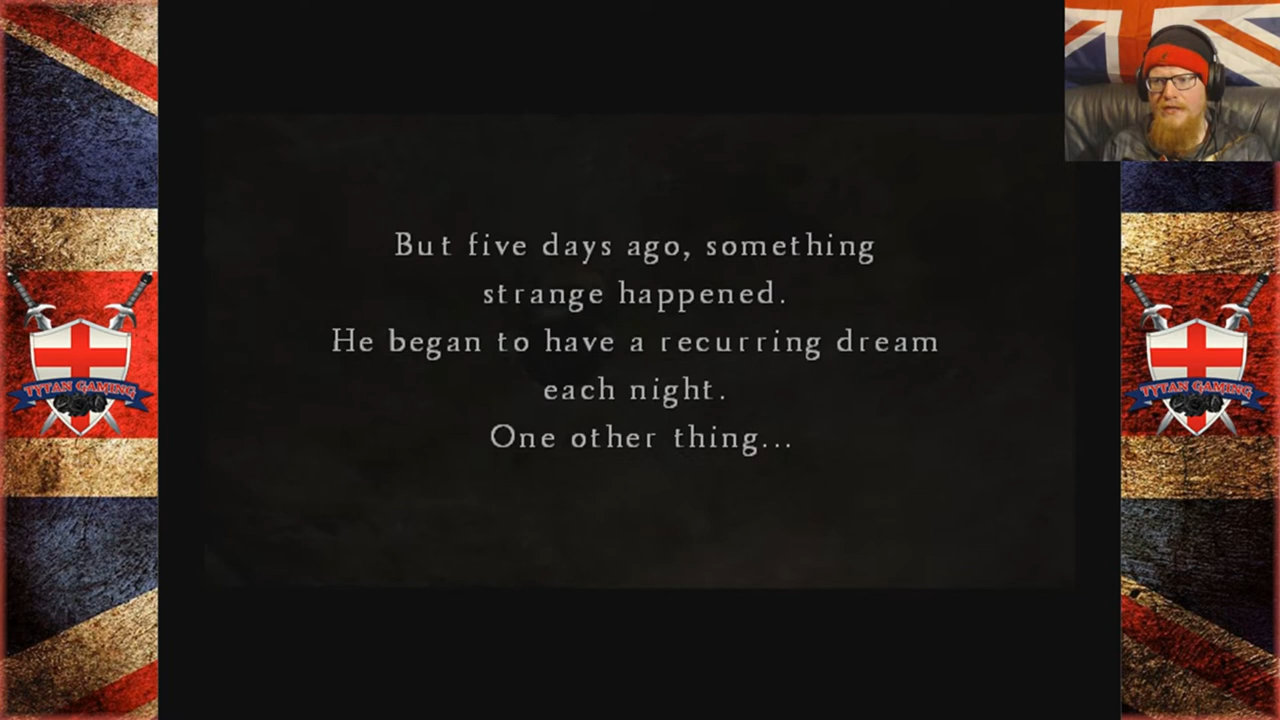 But five days ago, something
strange happened.
He began to have a recurring dream
each night.
One other thing...
TYTAN GAMING
TYTAN GAMING